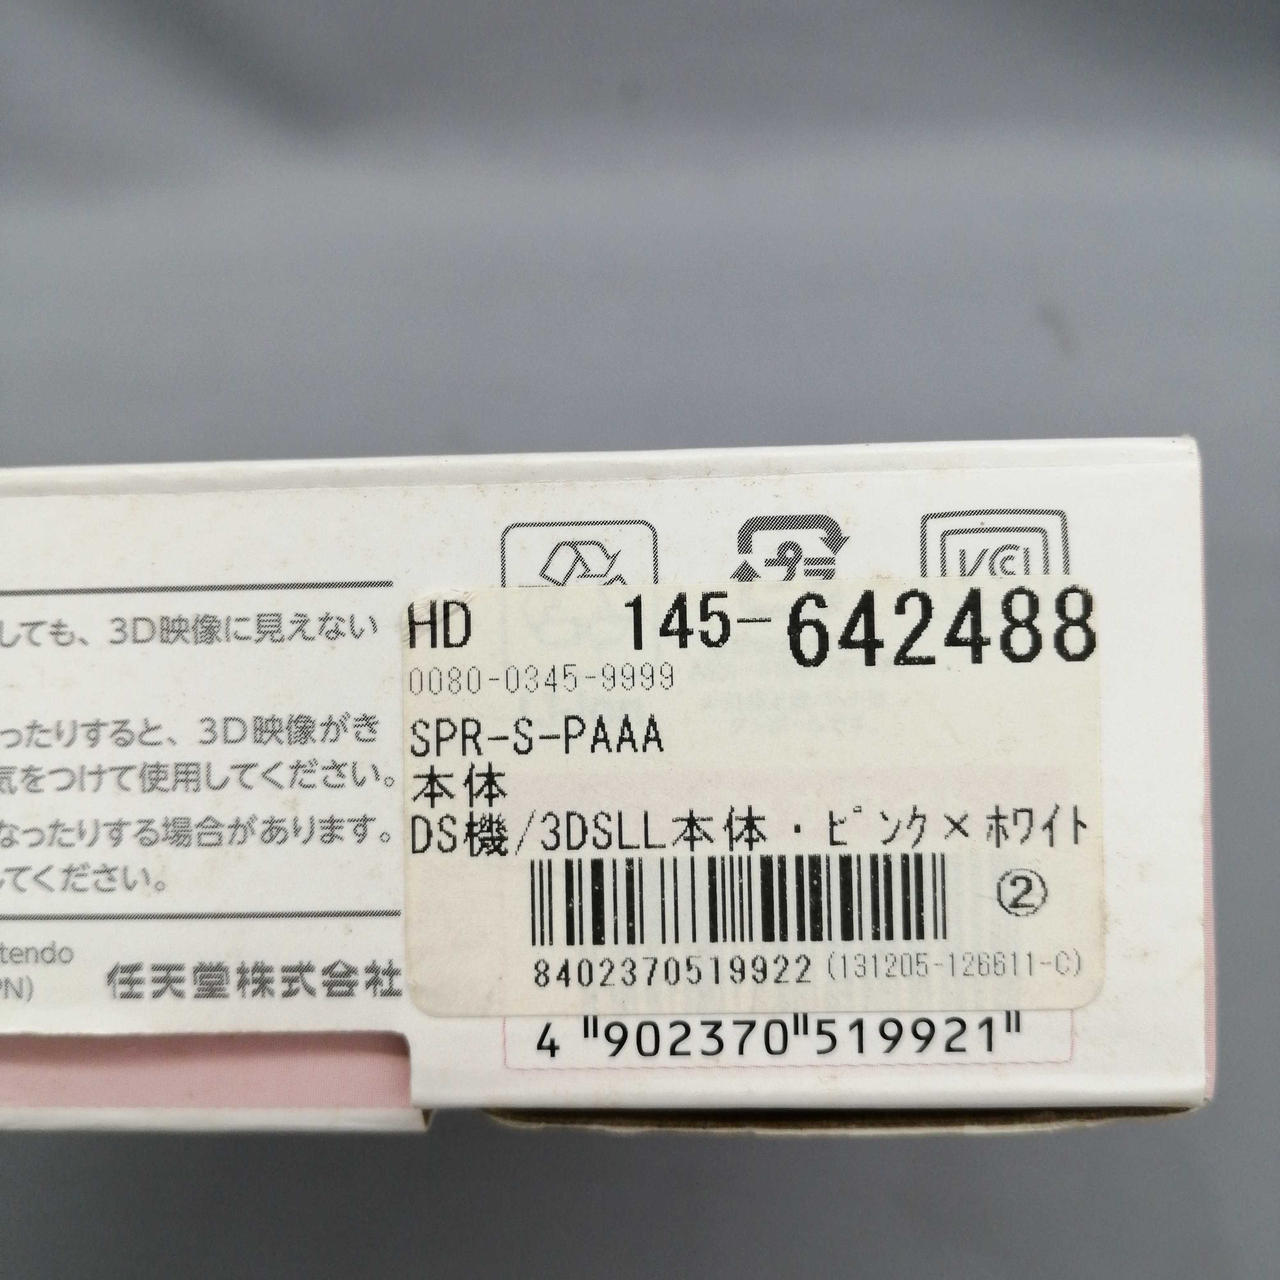 しても、3D映像に見えない
ったりすると、3D映像がき
気をつけて使用してください。
なったりする場合があります。
てください。
ntendo
PN)
任天堂株式会社
VCCI
HD 145-642488
0080-0345-9999
SPR-S-PAAA
本体
DS機/3DSLL本体・ピンク×ホワイト
②
8402370519922 (131205-126611-C)
4 "902370"519921"